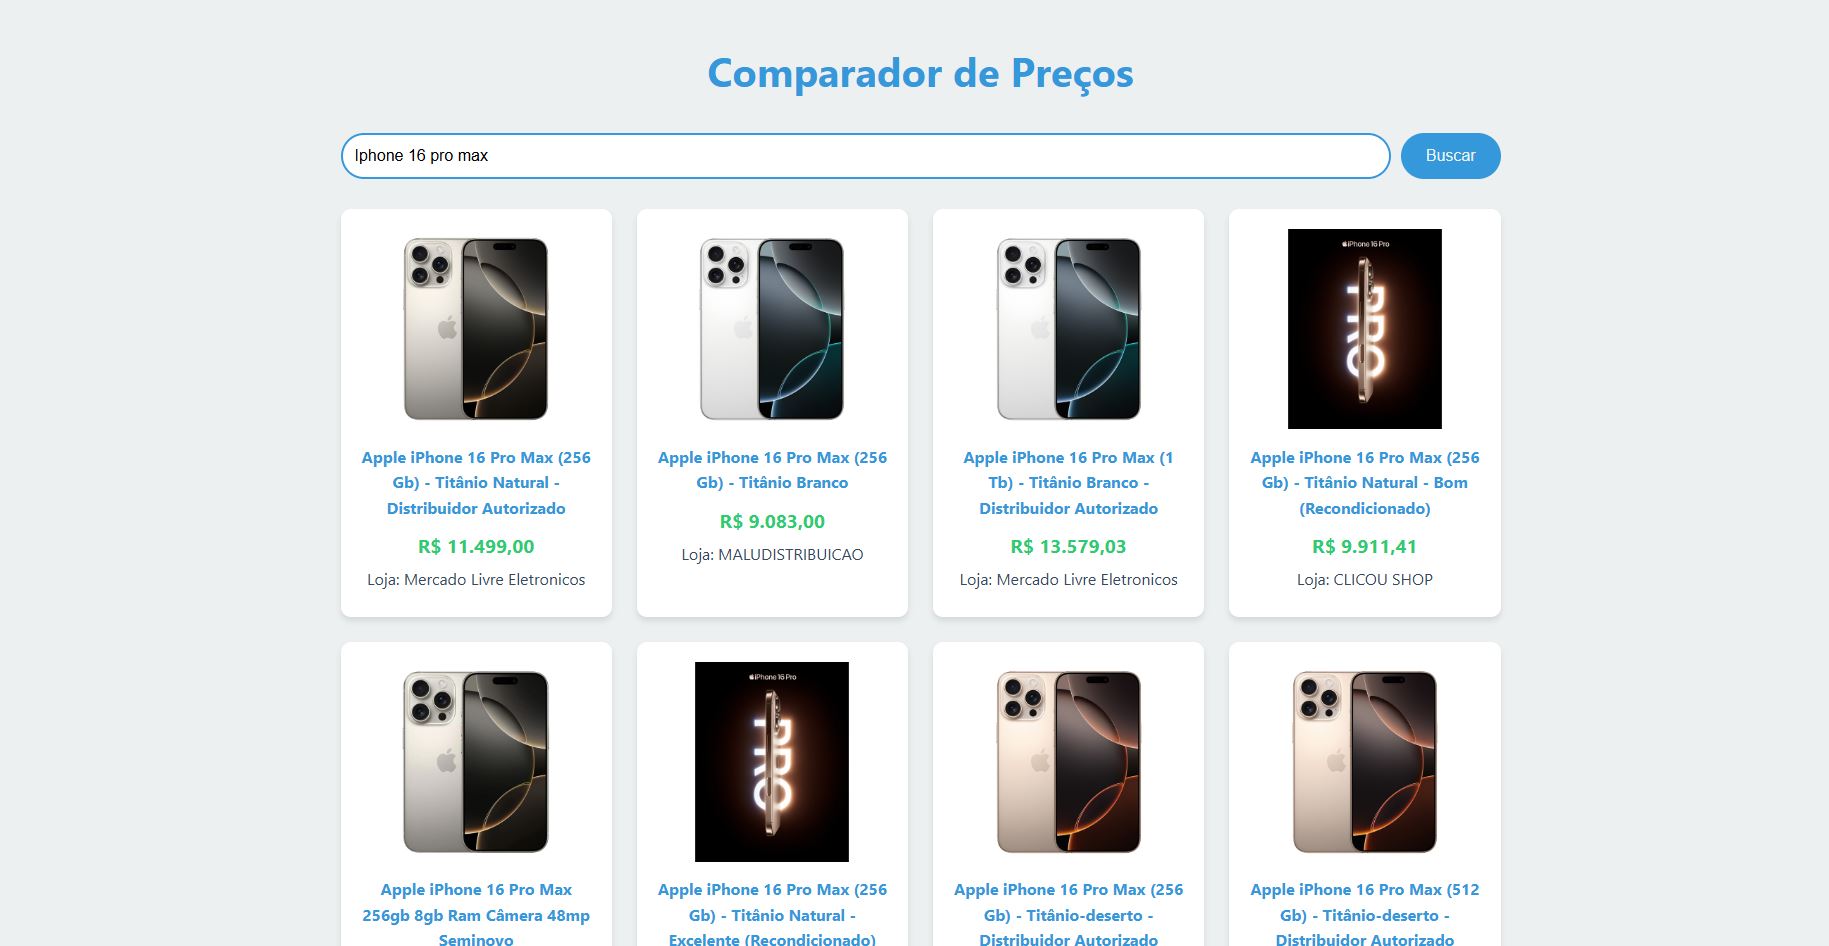 Comparador de Preços
Iphone 16 pro max
Buscar
iPhone 16 Pro
PRO
Apple iPhone 16 Pro Max (256
Gb) - Titânio Natural -
Distribuidor Autorizado
R$ 11.499,00
Loja: Mercado Livre Eletronicos
Apple iPhone 16 Pro Max (256
Gb) - Titânio Branco
R$ 9.083,00
Loja: MALUDISTRIBUICAO
Apple iPhone 16 Pro Max (1
Tb) - Titânio Branco -
Distribuidor Autorizado
R$ 13.579,03
Loja: Mercado Livre Eletronicos
Apple iPhone 16 Pro Max (256
Gb) - Titânio Natural - Bom
(Recondicionado)
R$ 9.911,41
Loja: CLICOU SHOP
iPhone 16 Pro
PRO
Apple iPhone 16 Pro Max
256gb 8gb Ram Câmera 48mp
Seminovo
Apple iPhone 16 Pro Max (256
Gb) - Titânio Natural -
Excelente (Recondicionado)
Apple iPhone 16 Pro Max (256
Gb) - Titânio-deserto -
Distribuidor Autorizado
Apple iPhone 16 Pro Max (512
Gb) - Titânio-deserto -
Distribuidor Autorizado